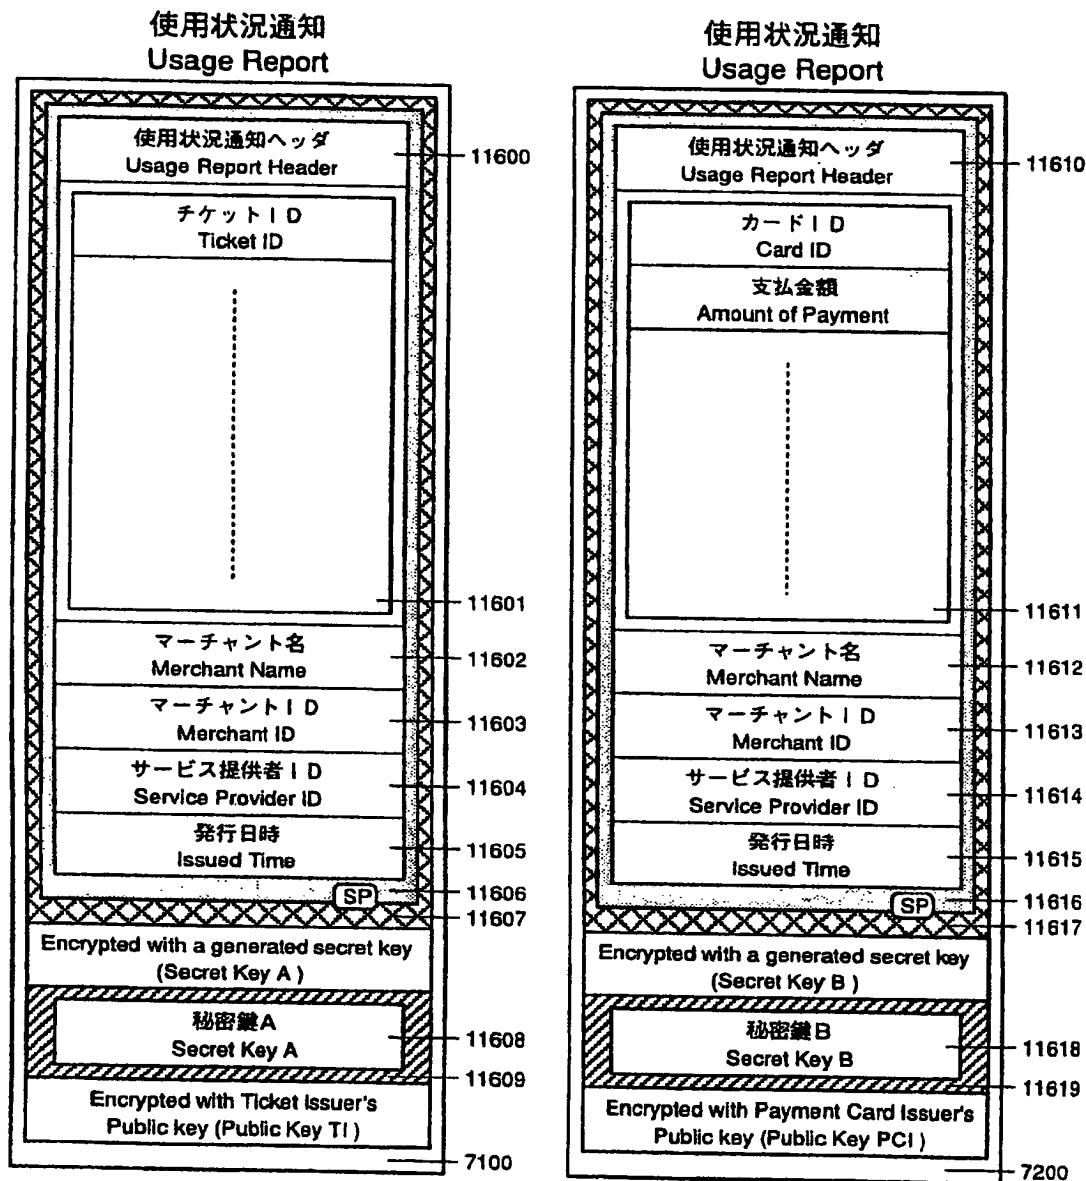 使用状況通知
Usage Report
使用状況通知ヘッダ
Usage Report Header
11600
チケットID
Ticket ID
11601
マーチャント名
Merchant Name
11602
マーチャントID
Merchant ID
11603
サービス提供者ID
Service Provider ID
11604
発行日時
Issued Time
11605
SP
11606
11607
Encrypted with a generated secret key
(Secret Key A)
秘密鍵A
Secret Key A
11608
11609
Encrypted with Ticket Issuer's
Public key (Public Key TI)
7100
使用状況通知
Usage Report
使用状況通知ヘッダ
Usage Report Header
11610
カードID
Card ID
支払金額
Amount of Payment
11611
マーチャント名
Merchant Name
11612
マーチャントID
Merchant ID
11613
サービス提供者ID
Service Provider ID
11614
発行日時
Issued Time
11615
SP
11616
11617
Encrypted with a generated secret key
(Secret Key B)
秘密鍵B
Secret Key B
11618
11619
Encrypted with Payment Card Issuer's
Public key (Public Key PCI)
7200